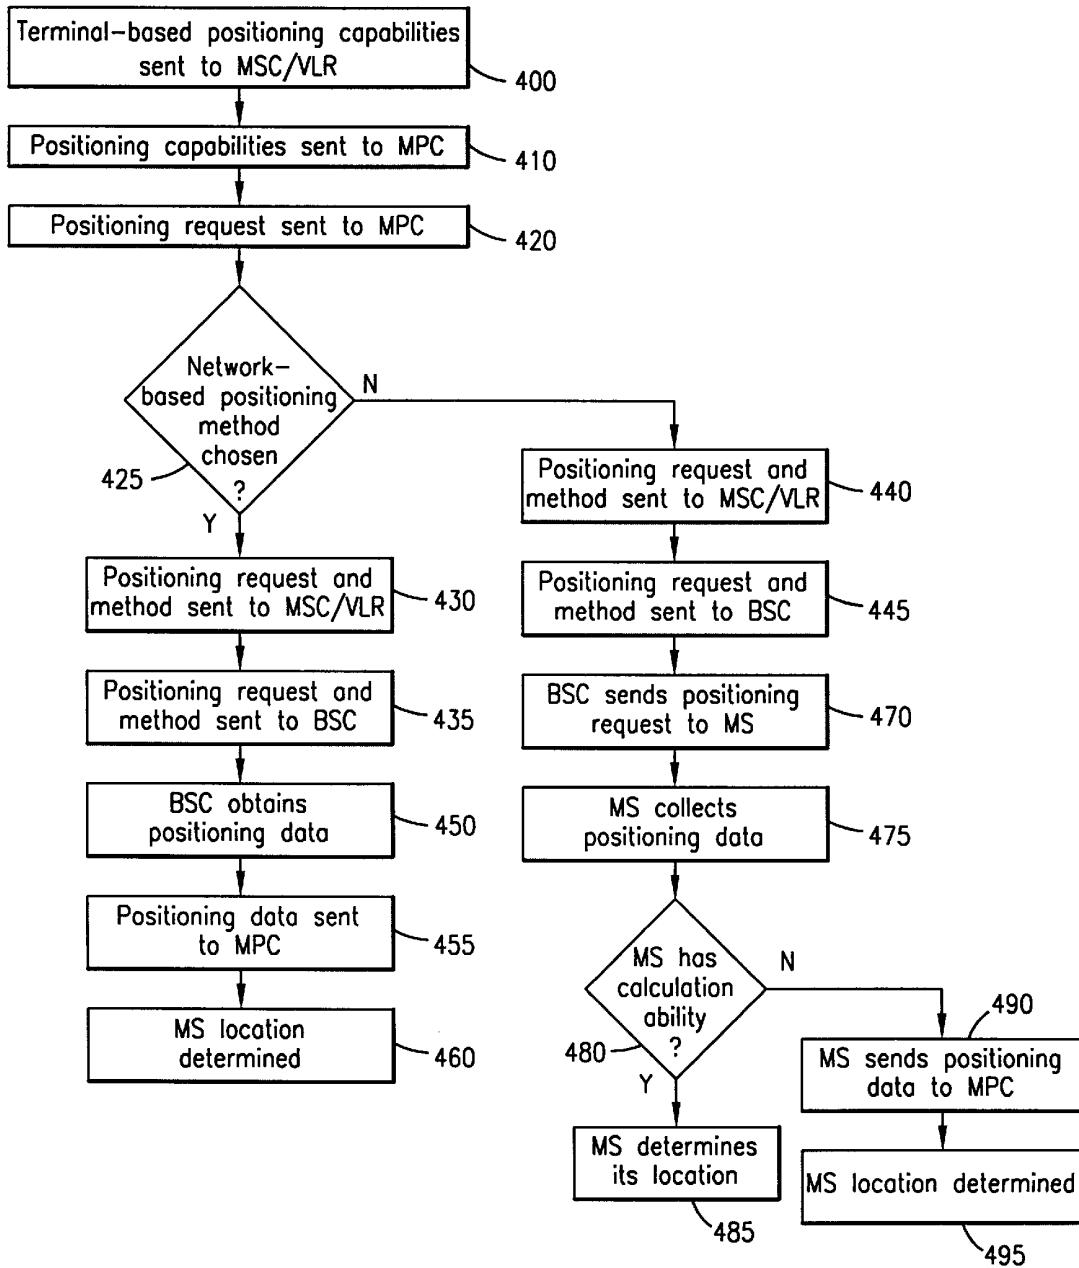 Terminal-based positioning capabilities
sent to MSC/VLR
400
Positioning capabilities sent to MPC
410
Positioning request sent to MPC
420
Network-
based positioning
method
chosen
?
425
N
Y
Positioning request and
method sent to MSC/VLR
430
Positioning request and
method sent to BSC
435
BSC obtains
positioning data
450
Positioning data sent
to MPC
455
MS location
determined
460
Positioning request and
method sent to MSC/VLR
440
Positioning request and
method sent to BSC
445
BSC sends positioning
request to MS
470
MS collects
positioning data
475
MS has
calculation
ability
?
480
N
Y
MS determines
its location
485
490
MS sends positioning
data to MPC
MS location determined
495